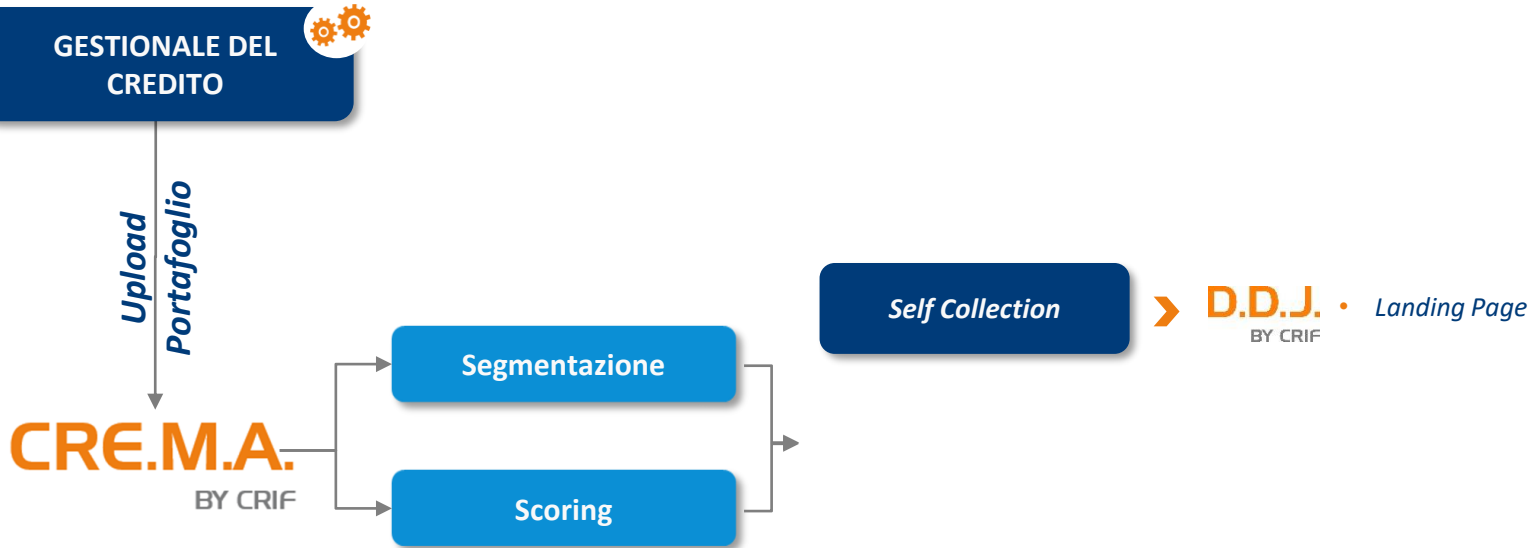 GESTIONALE DEL
CREDITO
Upload
Portafoglio
CRE.M.A.
BY CRIF
Segmentazione
Scoring
Self Collection
D.D.J.
BY CRIF
• Landing Page